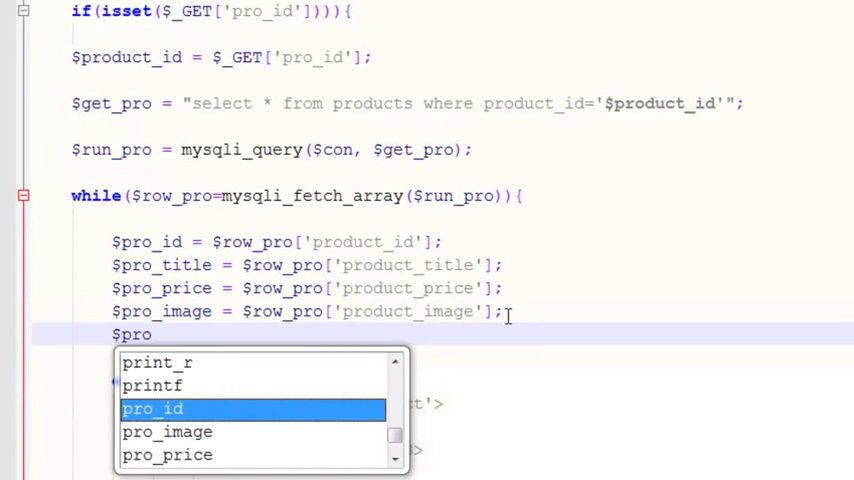 if(isset($_GET['pro_id'])){
$product_id = $_GET['pro_id'];
$get_pro = "select * from products where product_id='$product_id'";
$run_pro = mysqli_query($con, $get_pro);
while($row_pro=mysqli_fetch_array($run_pro)){
$pro_id = $row_pro['product_id'];
$pro_title = $row_pro['product_title'];
$pro_price = $row_pro['product_price'];
$pro_image = $row_pro['product_image'];
$pro
print_r
printf
pro_id
ct'>
pro_image
pro_price
>